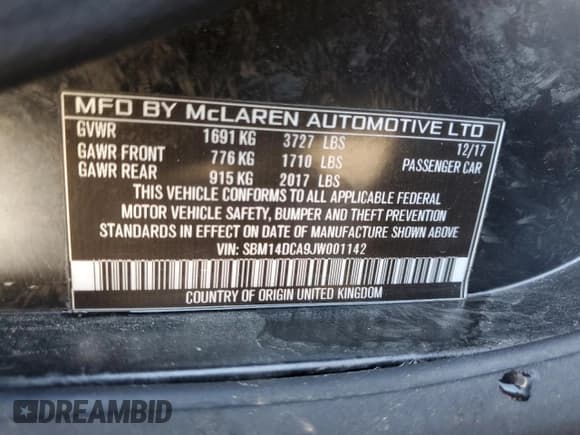 MFD BY McLAREN AUTOMOTIVE LTD
GVWR 1691 KG 3727 LBS 12/17
GAWR FRONT 776 KG 1710 LBS PASSENGER CAR
GAWR REAR 915 KG 2017 LBS
THIS VEHICLE CONFORMS TO ALL APPLICABLE FEDERAL
MOTOR VEHICLE SAFETY, BUMPER AND THEFT PREVENTION
STANDARDS IN EFFECT ON DATE OF MANUFACTURE SHOWN ABOVE
VIN: SBM14DCA9JW001142
COUNTRY OF ORIGIN UNITED KINGDOM
DREAMBID